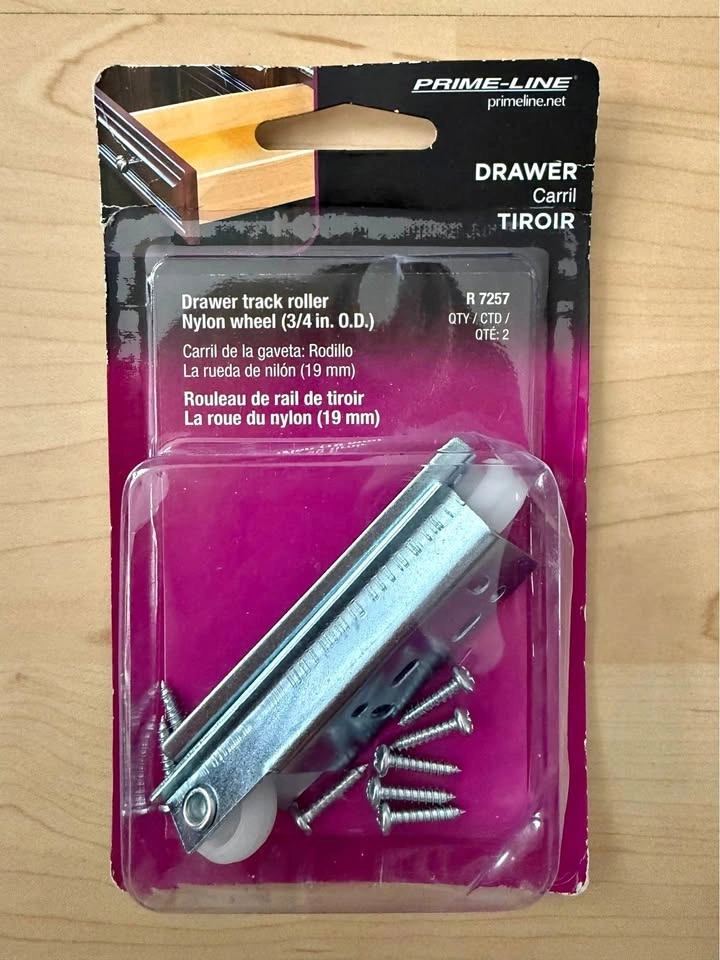 PRIME-LINE®
primeline.net
DRAWER
Carril
TIROIR
Drawer track roller
Nylon wheel (3/4 in. O.D.)
R 7257
QTY / CTD /
QTÉ: 2
Carril de la gaveta: Rodillo
La rueda de nilón (19 mm)
Rouleau de rail de tiroir
La roue du nylon (19 mm)